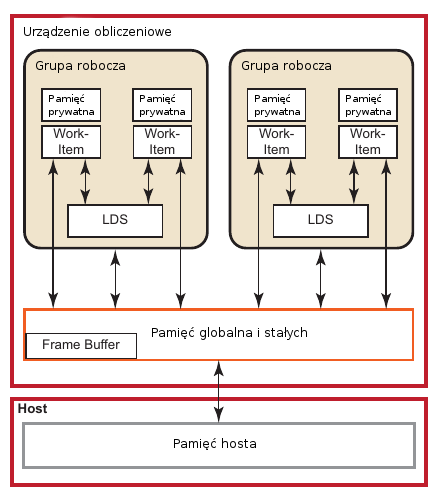 Urządzenie obliczeniowe
Grupa robocza
Grupa robocza
Pamięć
prywatna
Pamięć
prywatna
Pamięć
prywatna
Pamięć
prywatna
Work-
Item
Work-
Item
Work-
Item
Work-
Item
LDS
LDS
Pamięć globalna i stałych
Frame Buffer
Host
Pamięć hosta